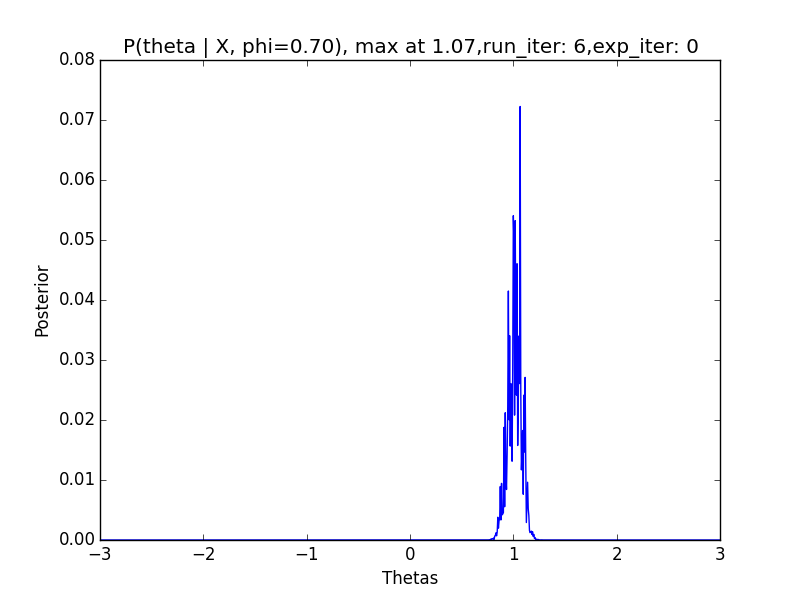 P(theta | X, phi=0.70), max at 1.07,run_iter: 6,exp_iter: 0
0.08
0.07
0.06
0.05
0.04
0.03
0.02
0.01
0.00
Posterior
−3 −2 −1 0 1 2 3
Thetas